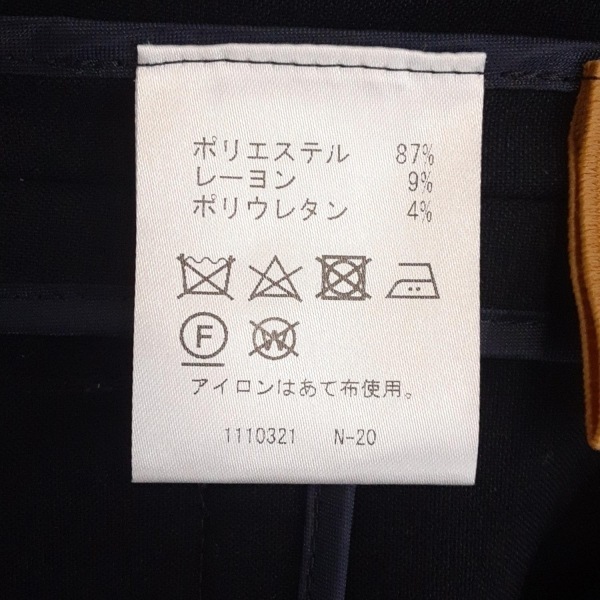 ポリエステル 87%
レーヨン 9%
ポリウレタン 4%
F W
アイロンはあて布使用。
1110321 N-20